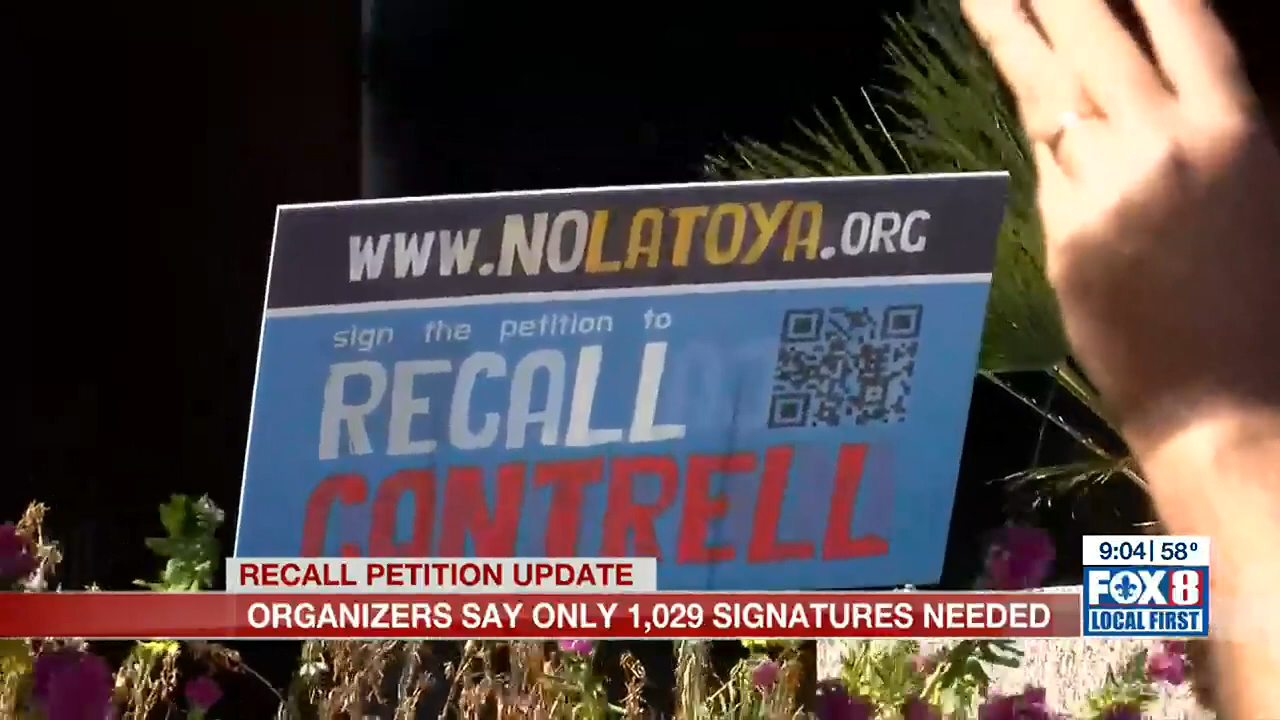 WWW.NOLATOYA.ORG
sign the petition to
RECALL
CANTRELL
RECALL PETITION UPDATE
ORGANIZERS SAY ONLY 1,029 SIGNATURES NEEDED
9:04 58°
FOX 8
LOCAL FIRST